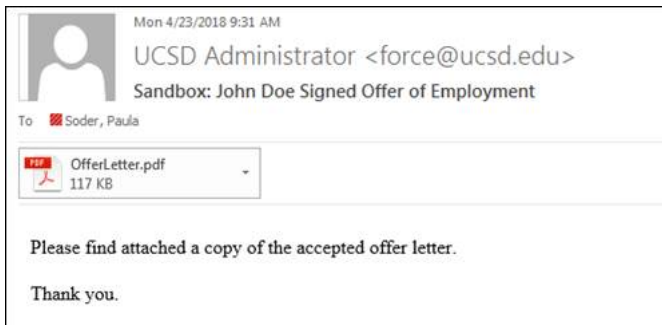 Mon 4/23/2018 9:31 AM
UCSD Administrator <force@ucsd.edu>
Sandbox: John Doe Signed Offer of Employment
To Soder, Paula
PDF
OfferLetter.pdf
117 KB
Please find attached a copy of the accepted offer letter.
Thank you.